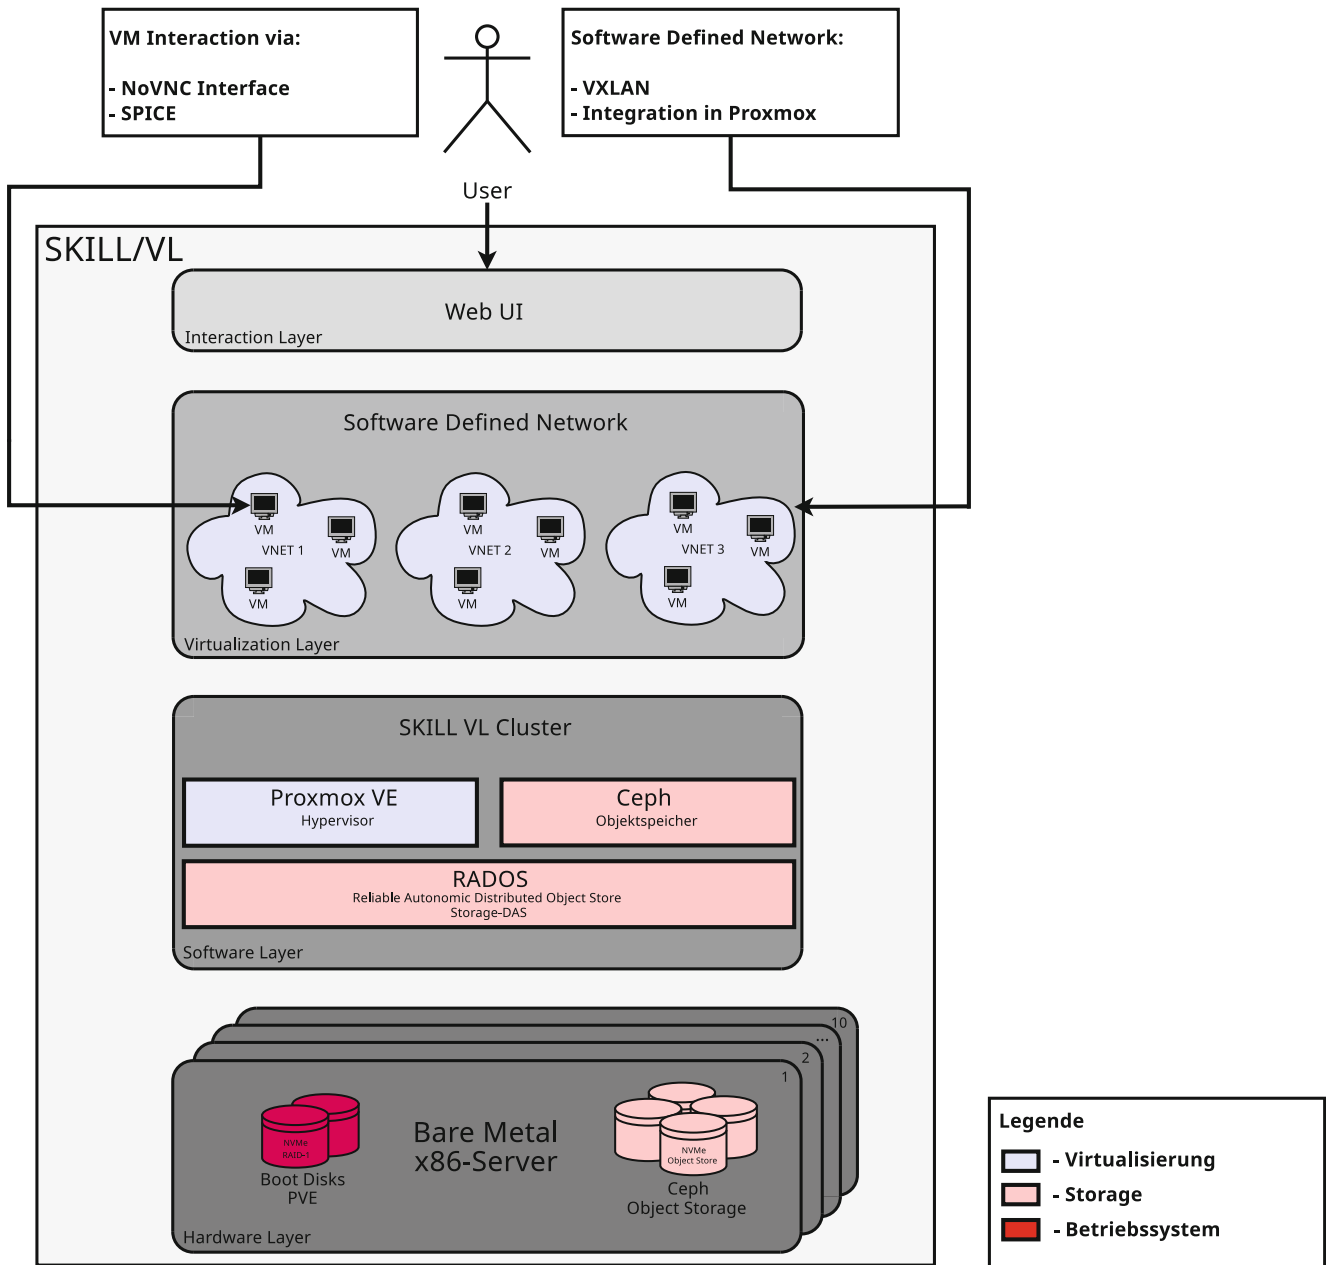 VM Interaction via:
- NoVNC Interface
- SPICE
Software Defined Network:
- VXLAN
- Integration in Proxmox
User
SKILL/VL
Web UI
Interaction Layer
Software Defined Network
VM
VNET 1
VM
VM
VM
VNET 2
VM
VM
VM
VNET 3
VM
VM
Virtualization Layer
SKILL VL Cluster
Proxmox VE
Hypervisor
Ceph
Objektspeicher
RADOS
Reliable Autonomic Distributed Object Store
Storage-DAS
Software Layer
10
...
2
1
NVMe
RAID-1
Boot Disks
PVE
Bare Metal
x86-Server
NVMe
Object Store
Ceph
Object Storage
Hardware Layer
Legende
- Virtualisierung
- Storage
- Betriebssystem